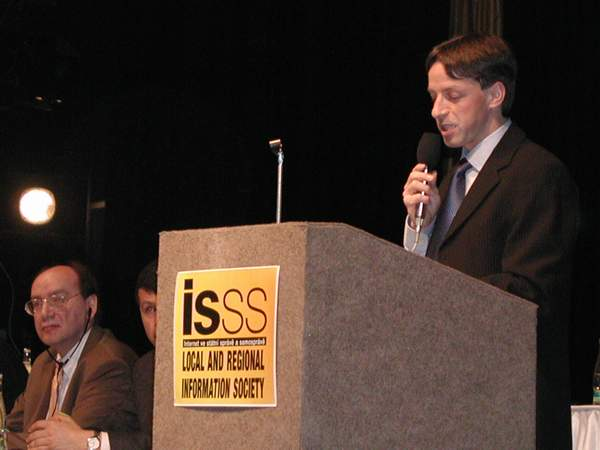 isss
Internet ve státní správě a samosprávě
LOCAL AND REGIONAL
INFORMATION SOCIETY